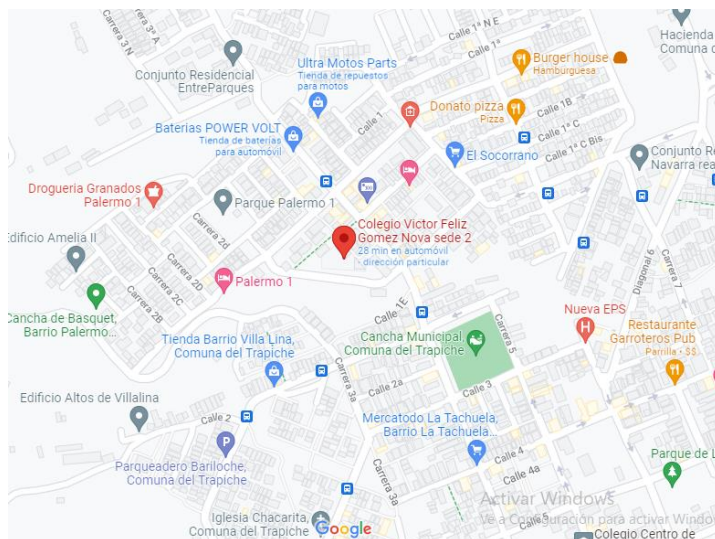 Carrera 3 N
Carrera 3ª A
Calle 1ª N E
Calle 1ª
Hacienda
Comuna d
Burger house
Hamburguesa
Conjunto Residencial
EntreParques
Ultra Motos Parts
Tienda de repuestos
para motos
Calle 1
Donato pizza
Pizza
Calle 1B
Calle 1ª C
Calle 1ª C Bis
Baterias POWER VOLT
Tienda de baterías
para automóvil
El Socorrano
Conjunto Re
Navarra rea
Drogueria Granados
Palermo 1
Parque Palermo 1
Colegio Victor Feliz
Gomez Nova sede 2
28 min en automóvil
- dirección particular
Edificio Amelia II
Carrera 2d
Carrera 2D
Carrera 2C
Carrera 2B
Palermo 1
Diagonal 6
Carrera 7
Cancha de Basquet,
Barrio Palermo...
Calle 1E
Nueva EPS
Cancha Municipal,
Comuna del Trapiche
Carrera 5
Restaurante
Garroteros Pub
Parrilla • $$
Tienda Barrio Villa Lina,
Comuna del Trapiche
Carrera 3a
Calle 2a
Calle 3
Edificio Altos de Villalina
Calle 2
Mercatodo La Tachuela,
Barrio La Tachuela...
Parqueadero Bariloche,
Comuna del Trapiche
Carrera 3a
Calle 4
Calle 4a
Parque de L
Activar Windows
Ve a Configuración para activar Window
Iglesia Chacarita,
Comuna del Trapiche
Google
Calle 5
Colegio Centro de